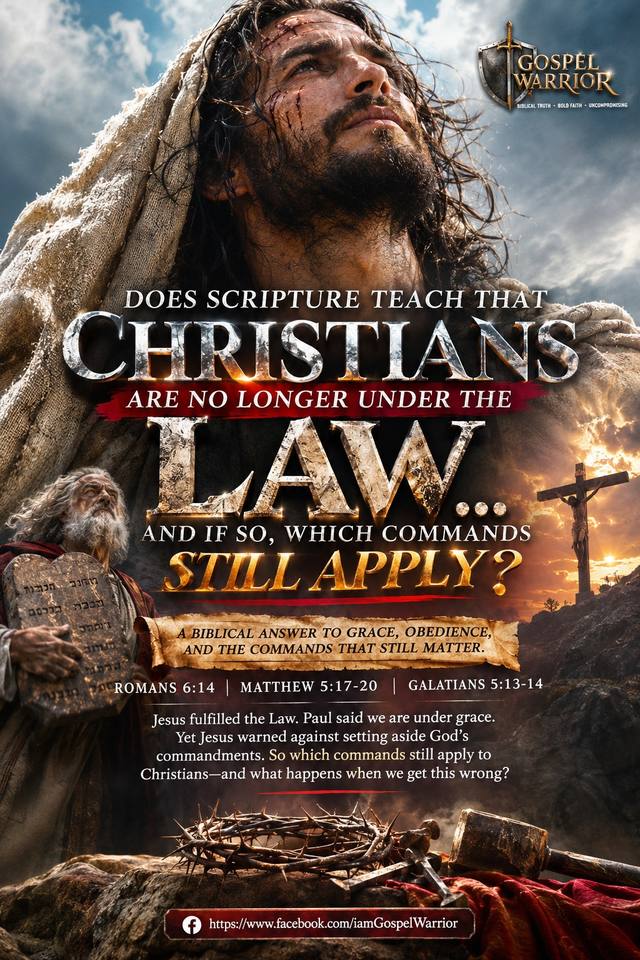 GOSPEL
WARRIOR
BIBLICAL TRUTH • BOLD FAITH • UNCOMPROMISING
DOES SCRIPTURE TEACH THAT
CHRISTIANS
ARE NO LONGER UNDER THE
LAW...
AND IF SO, WHICH COMMANDS
STILL APPLY?
A BIBLICAL ANSWER TO GRACE, OBEDIENCE,
AND THE COMMANDS THAT STILL MATTER.
ROMANS 6:14 | MATTHEW 5:17-20 | GALATIANS 5:13-14
Jesus fulfilled the Law. Paul said we are under grace.
Yet Jesus warned against setting aside God's
commandments. So which commands still apply to
Christians—and what happens when we get this wrong?
https://www.facebook.com/iamGospelWarrior